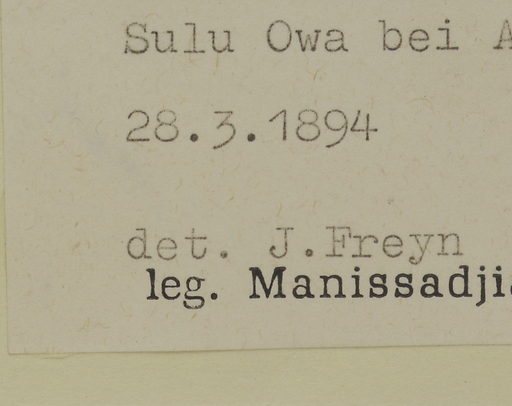 Sulu Owa bei A
28.3.1894
det. J.Freyn
leg. Manissadji